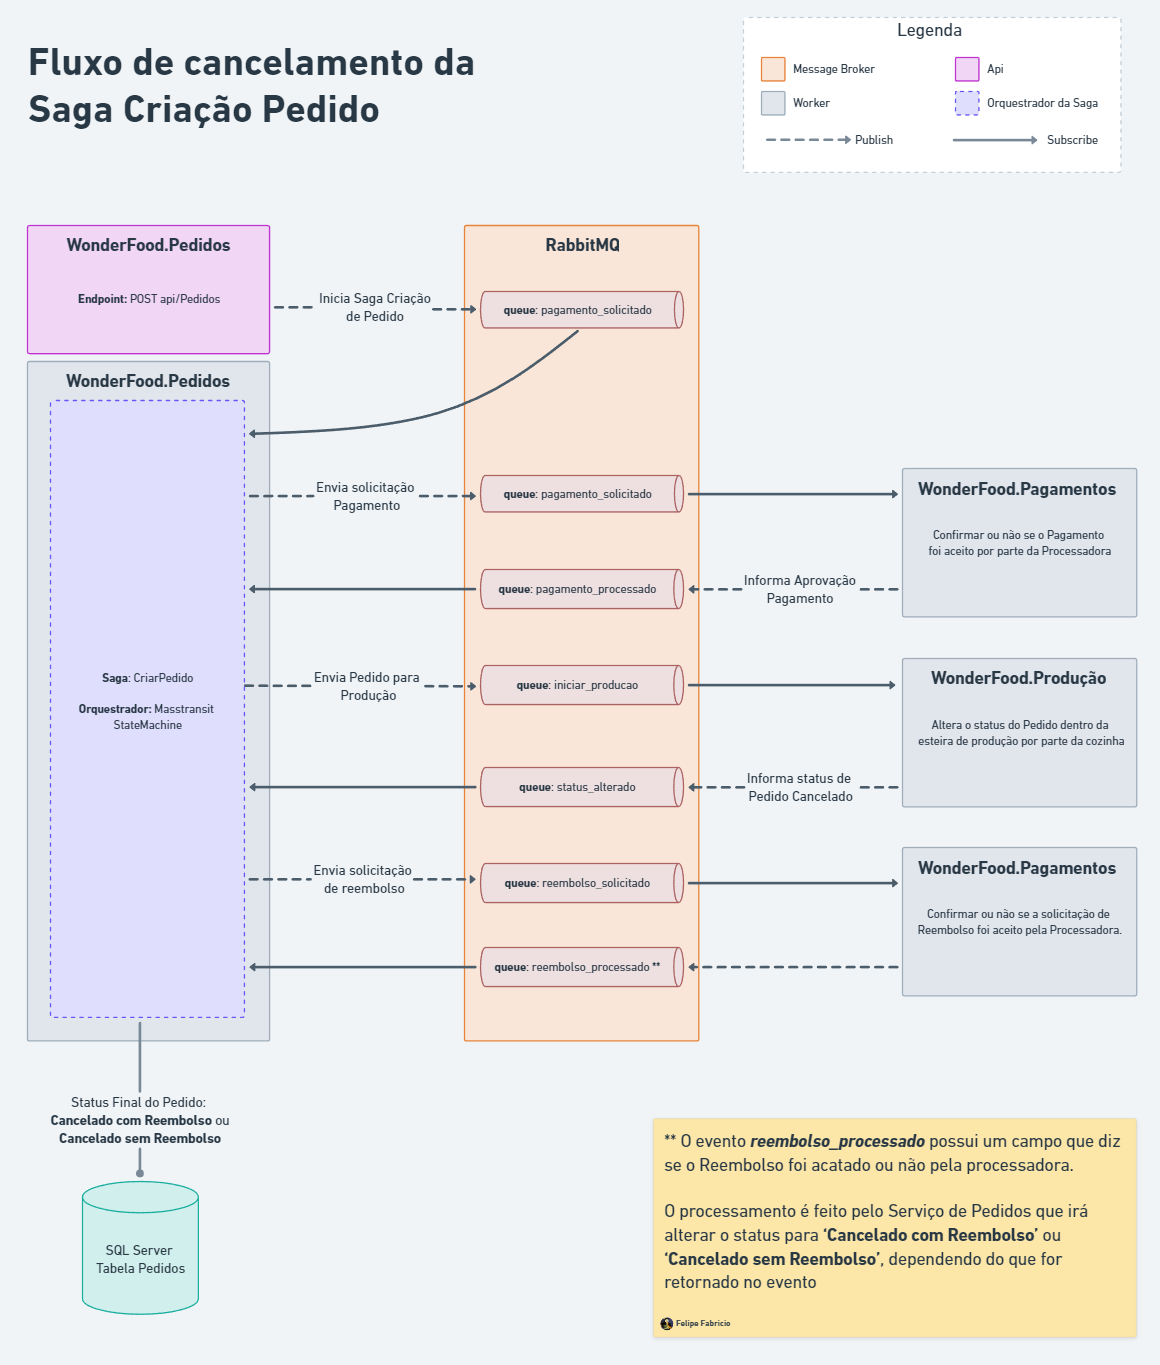 Fluxo de cancelamento da
Saga Criação Pedido
Legenda
Message Broker
Api
Worker
Orquestrador da Saga
Publish
Subscribe
WonderFood.Pedidos
Endpoint: POST api/Pedidos
Inicia Saga Criação
de Pedido
RabbitMQ
queue: pagamento_solicitado
WonderFood.Pedidos
Envia solicitação
Pagamento
queue: pagamento_solicitado
WonderFood.Pagamentos
Confirmar ou não se o Pagamento
foi aceito por parte da Processadora
queue: pagamento_processado
Informa Aprovação
Pagamento
Saga: CriarPedido
Orquestrador: Masstransit
StateMachine
Envia Pedido para
Produção
queue: iniciar_producao
WonderFood.Produção
Altera o status do Pedido dentro da
esteira de produção por parte da cozinha
queue: status_alterado
Informa status de
Pedido Cancelado
Envia solicitação
de reembolso
queue: reembolso_solicitado
WonderFood.Pagamentos
Confirmar ou não se a solicitação de
Reembolso foi aceito pela Processadora.
queue: reembolso_processado **
Status Final do Pedido:
Cancelado com Reembolso ou
Cancelado sem Reembolso
SQL Server
Tabela Pedidos
** O evento reembolso_processado possui um campo que diz
se o Reembolso foi acatado ou não pela processadora.
O processamento é feito pelo Serviço de Pedidos que irá
alterar o status para ‘Cancelado com Reembolso’ ou
‘Cancelado sem Reembolso’, dependendo do que for
retornado no evento
Felipe Fabricio